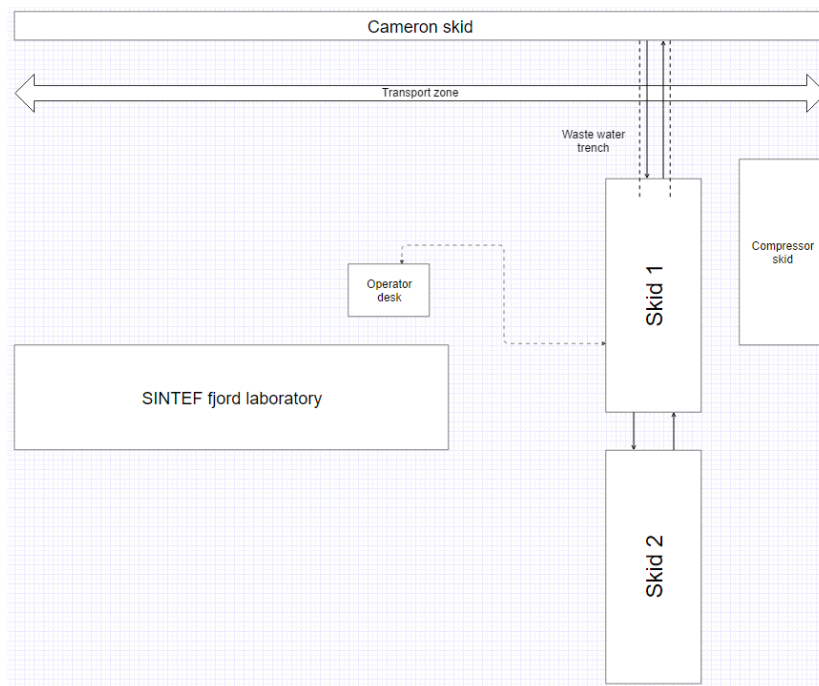 Cameron skid
Transport zone
Waste water
trench
Compressor
skid
Skid 1
Operator
desk
SINTEF fjord laboratory
Skid 2